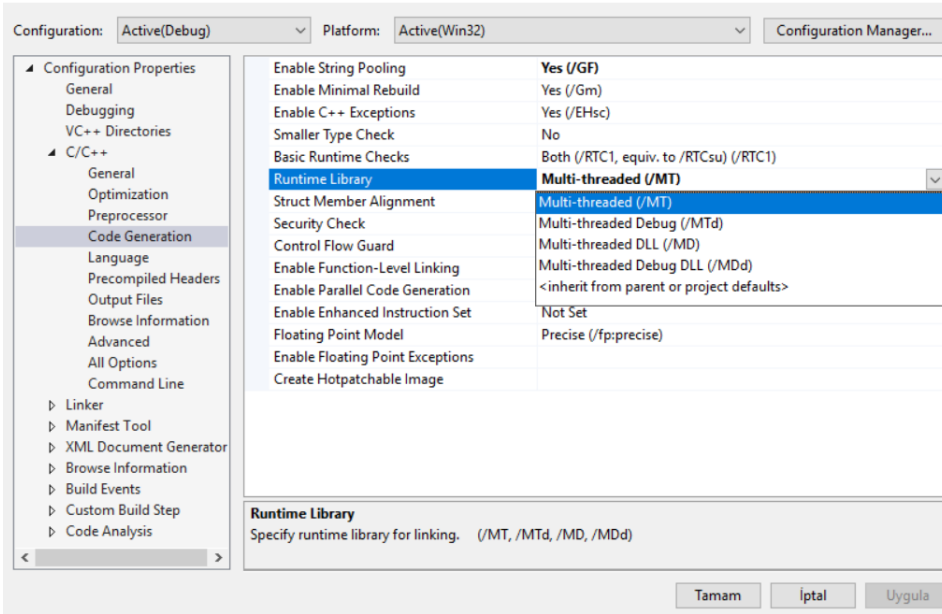 Configuration: Active(Debug) Platform: Active(Win32) Configuration Manager...
Configuration Properties
General
Debugging
VC++ Directories
C/C++
General
Optimization
Preprocessor
Code Generation
Language
Precompiled Headers
Output Files
Browse Information
Advanced
All Options
Command Line
Linker
Manifest Tool
XML Document Generator
Browse Information
Build Events
Custom Build Step
Code Analysis
Enable String Pooling Yes (/GF)
Enable Minimal Rebuild Yes (/Gm)
Enable C++ Exceptions Yes (/EHsc)
Smaller Type Check No
Basic Runtime Checks Both (/RTC1, equiv. to /RTCsu) (/RTC1)
Runtime Library Multi-threaded (/MT)
Struct Member Alignment Multi-threaded (/MT)
Security Check Multi-threaded Debug (/MTd)
Control Flow Guard Multi-threaded DLL (/MD)
Enable Function-Level Linking Multi-threaded Debug DLL (/MDd)
Enable Parallel Code Generation <inherit from parent or project defaults>
Enable Enhanced Instruction Set Not Set
Floating Point Model Precise (/fp:precise)
Enable Floating Point Exceptions
Create Hotpatchable Image
Runtime Library
Specify runtime library for linking. (/MT, /MTd, /MD, /MDd)
Tamam İptal Uygula